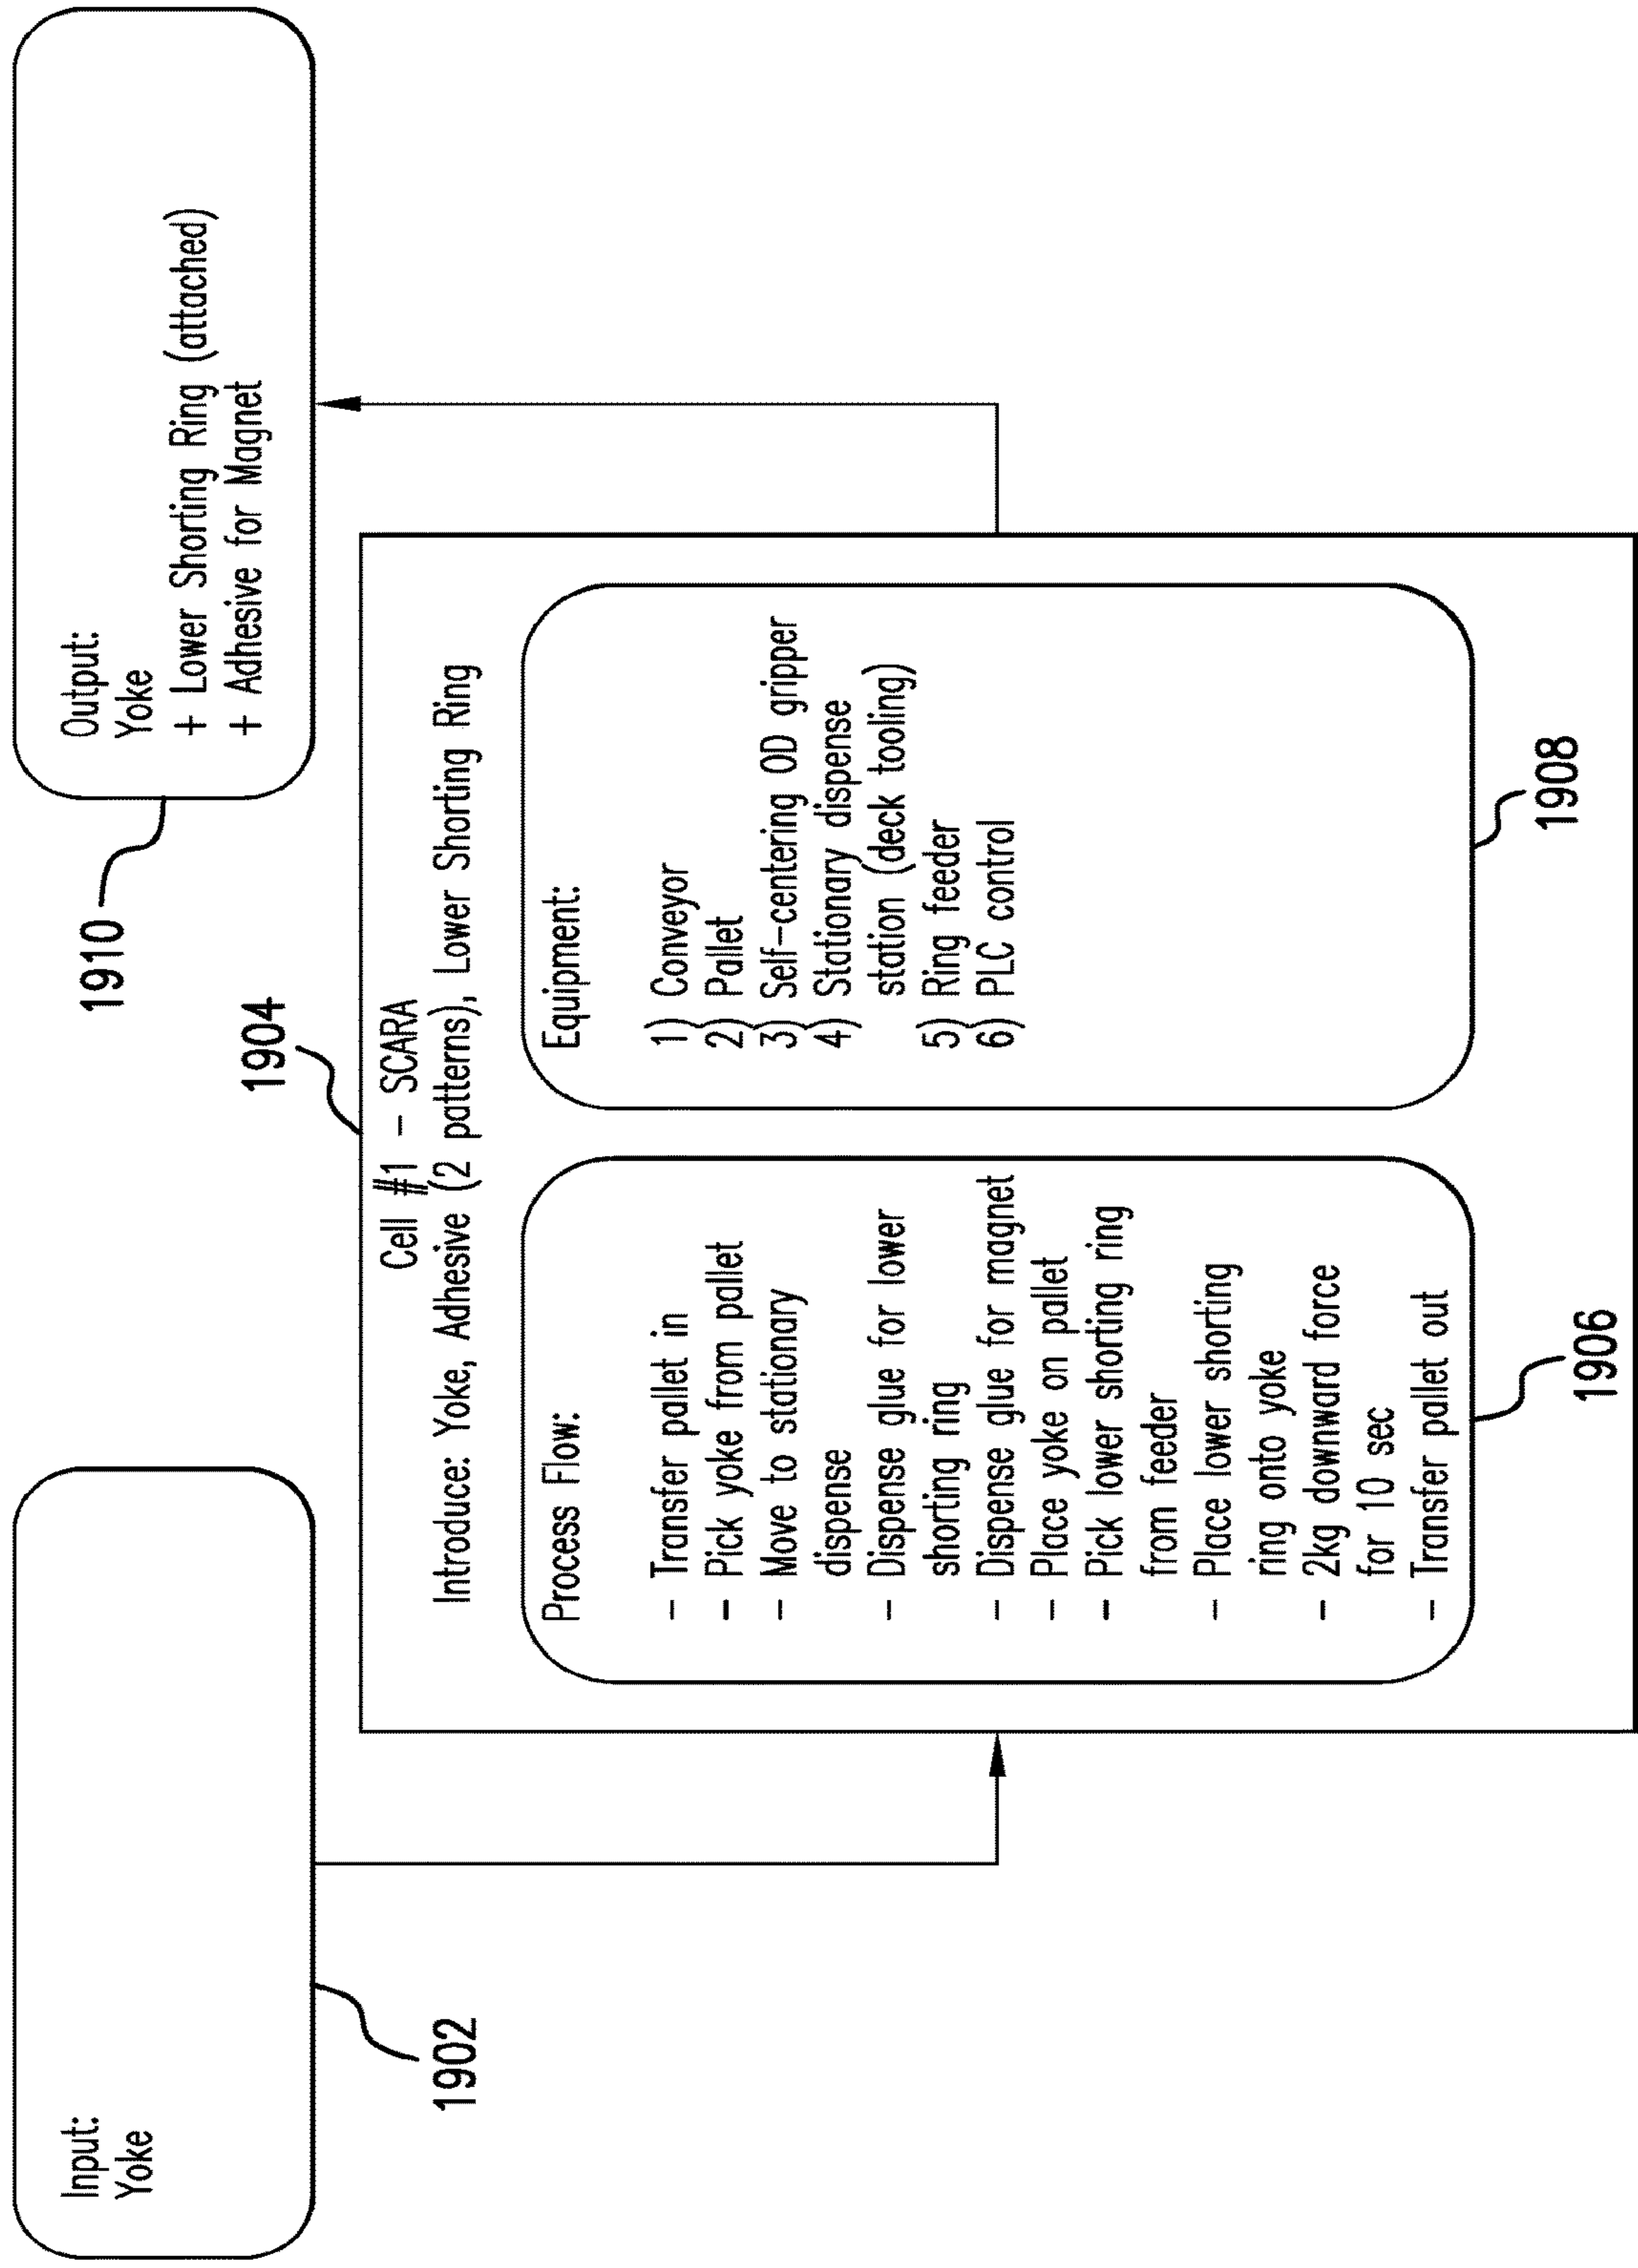 Input:
Yoke
1902
Output:
Yoke
+ Lower Shorting Ring (attached)
+ Adhesive for Magnet
1910
1904
Cell #1 - SCARA
Introduce: Yoke, Adhesive (2 patterns), Lower Shorting Ring
Process Flow:
- Transfer pallet in
- Pick yoke from pallet
- Move to stationary
dispense
- Dispense glue for lower
shorting ring
- Dispense glue for magnet
- Place yoke on pallet
- Pick lower shorting ring
from feeder
- Place lower shorting
ring onto yoke
- 2kg downward force
for 10 sec
- Transfer pallet out
1906
Equipment:
1) Conveyor
2) Pallet
3) Self-centering OD gripper
4) Stationary dispense
station (deck tooling)
5) Ring feeder
6) PLC control
1908